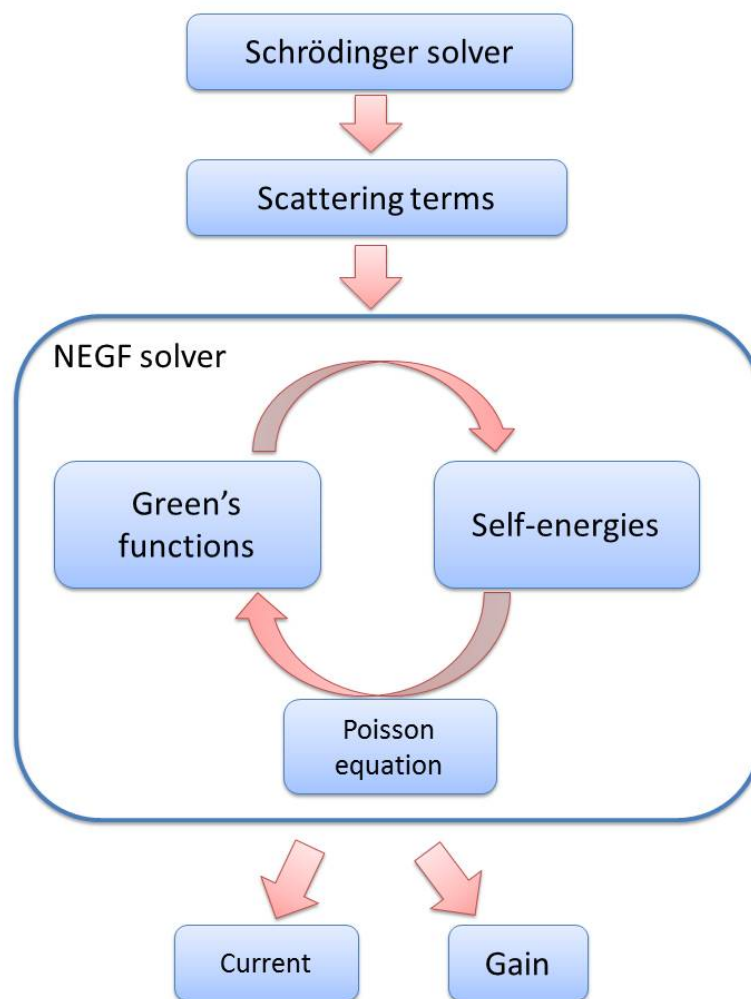 Schrödinger solver
Scattering terms
NEGF solver
Green’s
functions
Self-energies
Poisson
equation
Current
Gain